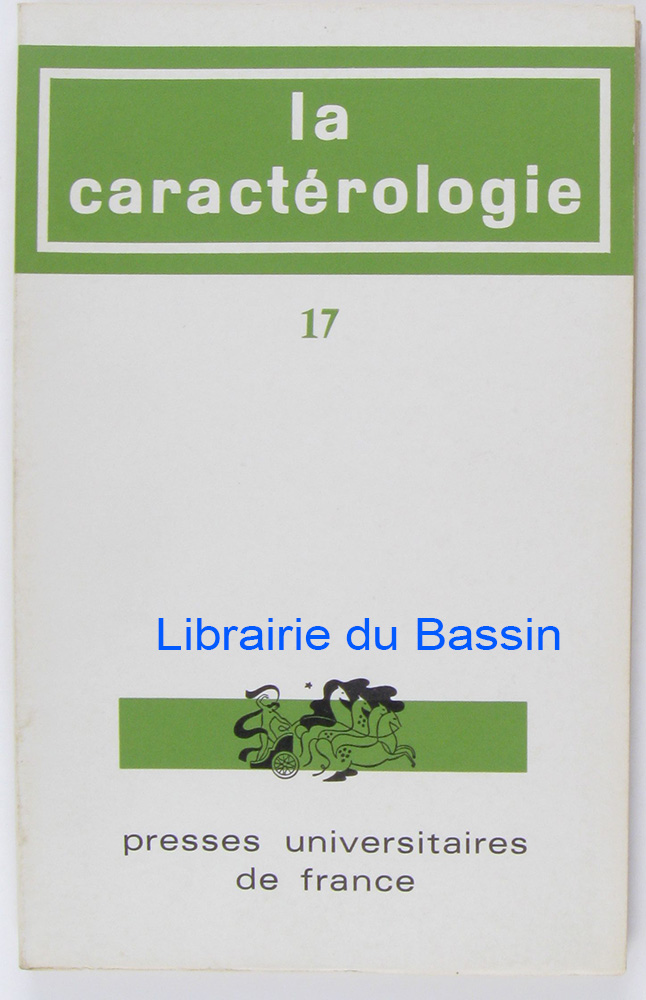 la
caractérologie
17
Librairie du Bassin
presses universitaires
de france